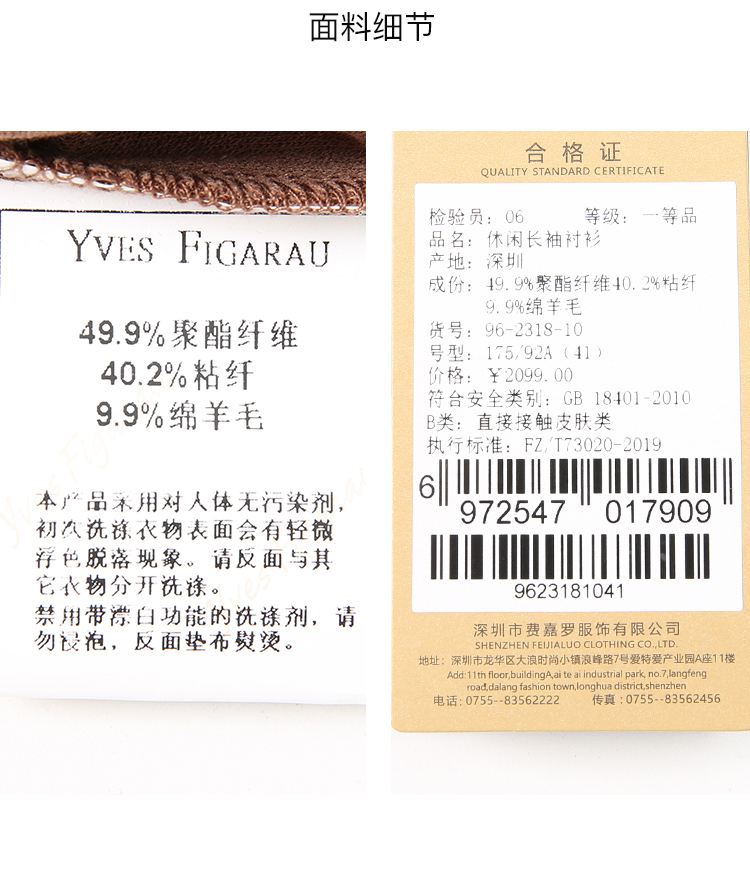 面料细节
YVES FIGARAU
49.9%聚酯纤维
40.2%粘纤
9.9%绵羊毛
本产品采用对人体无污染剂，
初次洗涤衣物表面会有轻微
浮色脱落现象。请反面与其
它衣物分开洗涤。
禁用带漂白功能的洗涤剂，请
勿浸泡，反面垫布熨烫。
合格证
QUALITY STANDARD CERTIFICATE
检验员：06 等级：一等品
品名：休闲长袖衬衫
产地：深圳
成份：49.9%聚酯纤维40.2%粘纤
9.9%绵羊毛
货号：96-2318-10
号型：175/92A（41）
价格：￥2099.00
符合安全类别：GB 18401-2010
B类：直接接触皮肤类
执行标准：FZ/T73020-2019
6 972547 017909
9623181041
深圳市费嘉罗服饰有限公司
SHENZHEN FEIJIALUO CLOTHING CO.,LTD.
地址：深圳市龙华区大浪时尚小镇浪峰路7号爱特爱产业园A座11楼
Add:11th floor,buildingA,ai te ai industrial park, no.7,langfeng
road,dalang fashion town,longhua district,shenzhen
电话：0755--83562222 传真：0755--83562456